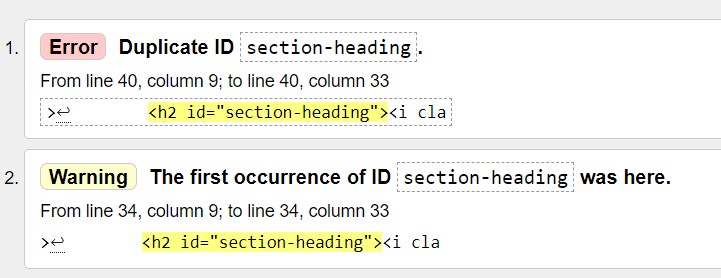 1. Error Duplicate ID section-heading.
From line 40, column 9; to line 40, column 33
>↩ <h2 id="section-heading"><i cla
2. Warning The first occurrence of ID section-heading was here.
From line 34, column 9; to line 34, column 33
>↩ <h2 id="section-heading"><i cla